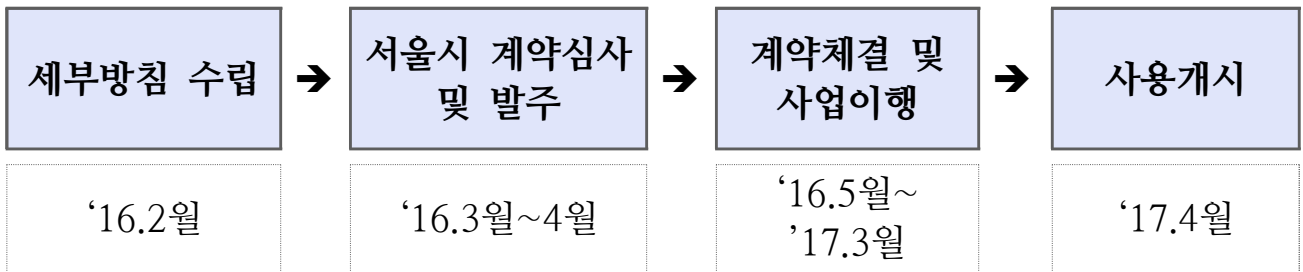 세부방침 수립
➔
서울시 계약심사
및 발주
➔
계약체결 및
사업이행
➔
사용개시
‘16.2월
‘16.3월~4월
‘16.5월~
’17.3월
‘17.4월